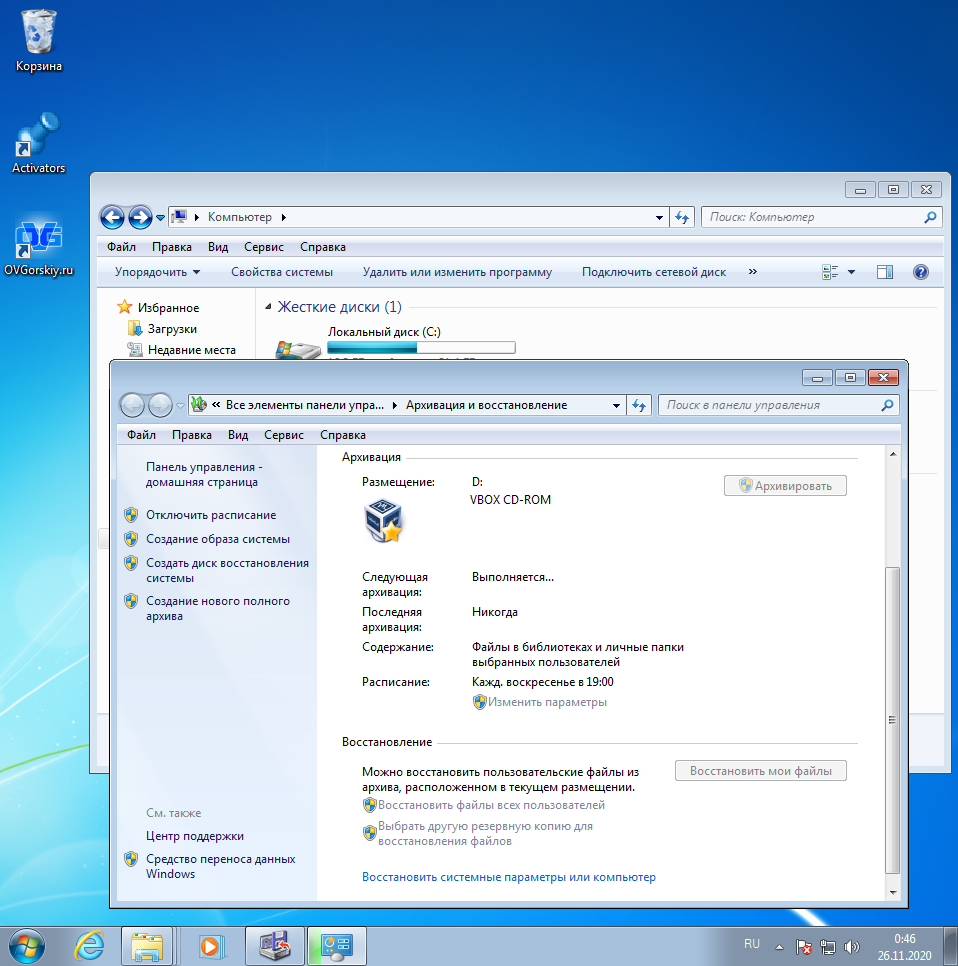 Корзина
Activators
OVGorskiy.ru
Компьютер
Поиск: Компьютер
Файл Правка Вид Сервис Справка
Упорядочить Свойства системы Удалить или изменить программу Подключить сетевой диск »
Избранное
Загрузки
Недавние места
Жесткие диски (1)
Локальный диск (C:)
« Все элементы панели упра... Архивация и восстановление
Поиск в панели управления
Файл Правка Вид Сервис Справка
Панель управления -
домашняя страница
Отключить расписание
Создание образа системы
Создать диск восстановления
системы
Создание нового полного
архива
См. также
Центр поддержки
Средство переноса данных
Windows
Архивация
Размещение: D:
VBOX CD-ROM
Архивировать
Следующая Выполняется...
архивация:
Последняя Никогда
архивация:
Содержание: Файлы в библиотеках и личные папки
выбранных пользователей
Расписание: Кажд. воскресенье в 19:00
Изменить параметры
Восстановление
Можно восстановить пользовательские файлы из
архива, расположенном в текущем размещении.
Восстановить мои файлы
Восстановить файлы всех пользователей
Выбрать другую резервную копию для
восстановления файлов
Восстановить системные параметры или компьютер
RU
0:46
26.11.2020